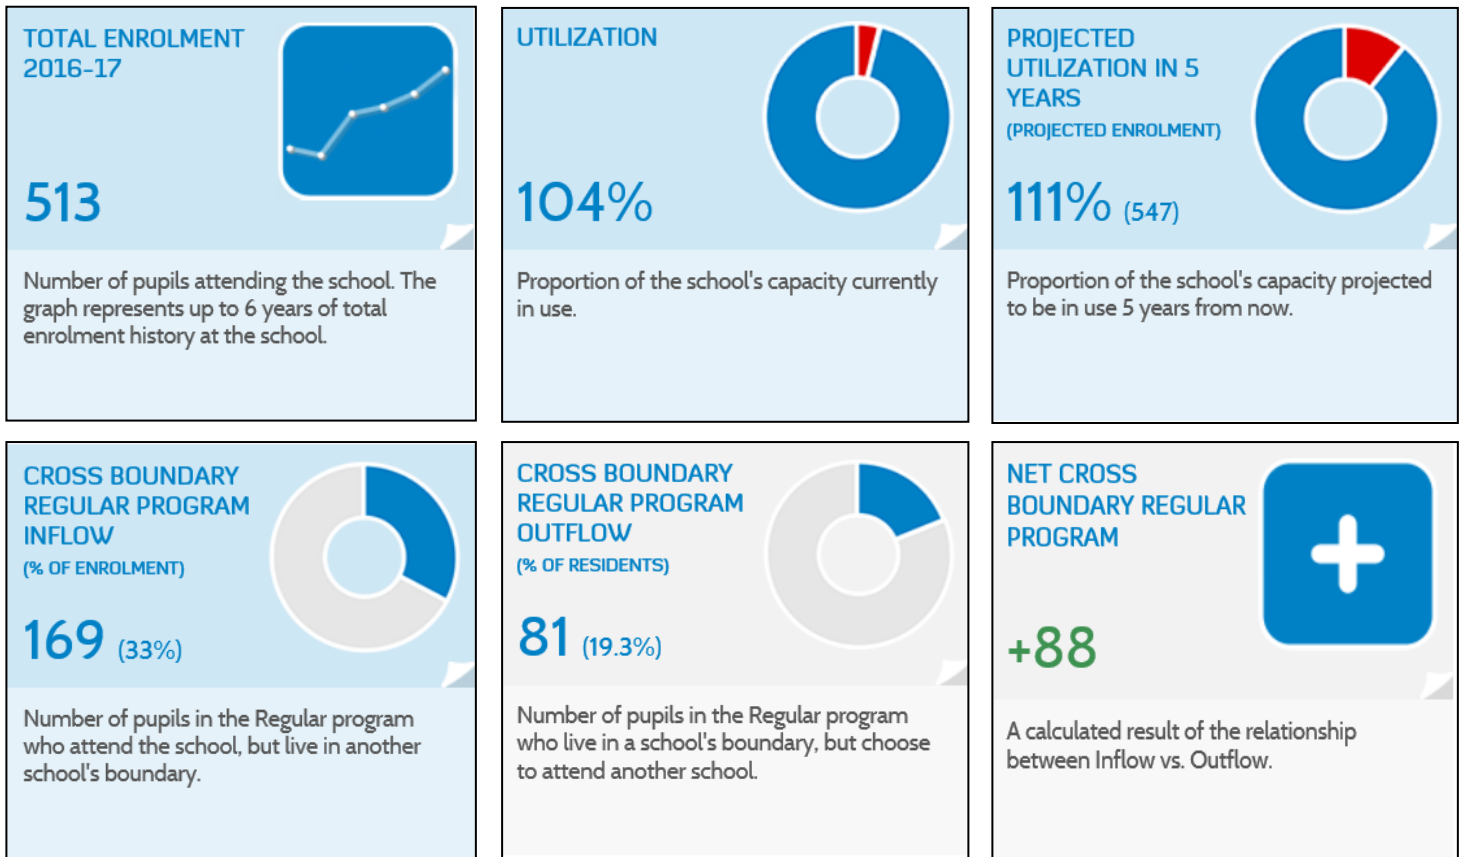 TOTAL ENROLMENT
2016-17
513
Number of pupils attending the school. The
graph represents up to 6 years of total
enrolment history at the school.
UTILIZATION
104%
Proportion of the school's capacity currently
in use.
PROJECTED
UTILIZATION IN 5
YEARS
(PROJECTED ENROLMENT)
111% (547)
Proportion of the school's capacity projected
to be in use 5 years from now.
CROSS BOUNDARY
REGULAR PROGRAM
INFLOW
(% OF ENROLMENT)
169 (33%)
Number of pupils in the Regular program
who attend the school, but live in another
school's boundary.
CROSS BOUNDARY
REGULAR PROGRAM
OUTFLOW
(% OF RESIDENTS)
81 (19.3%)
Number of pupils in the Regular program
who live in a school's boundary, but choose
to attend another school.
NET CROSS
BOUNDARY REGULAR
PROGRAM
+88
A calculated result of the relationship
between Inflow vs. Outflow.